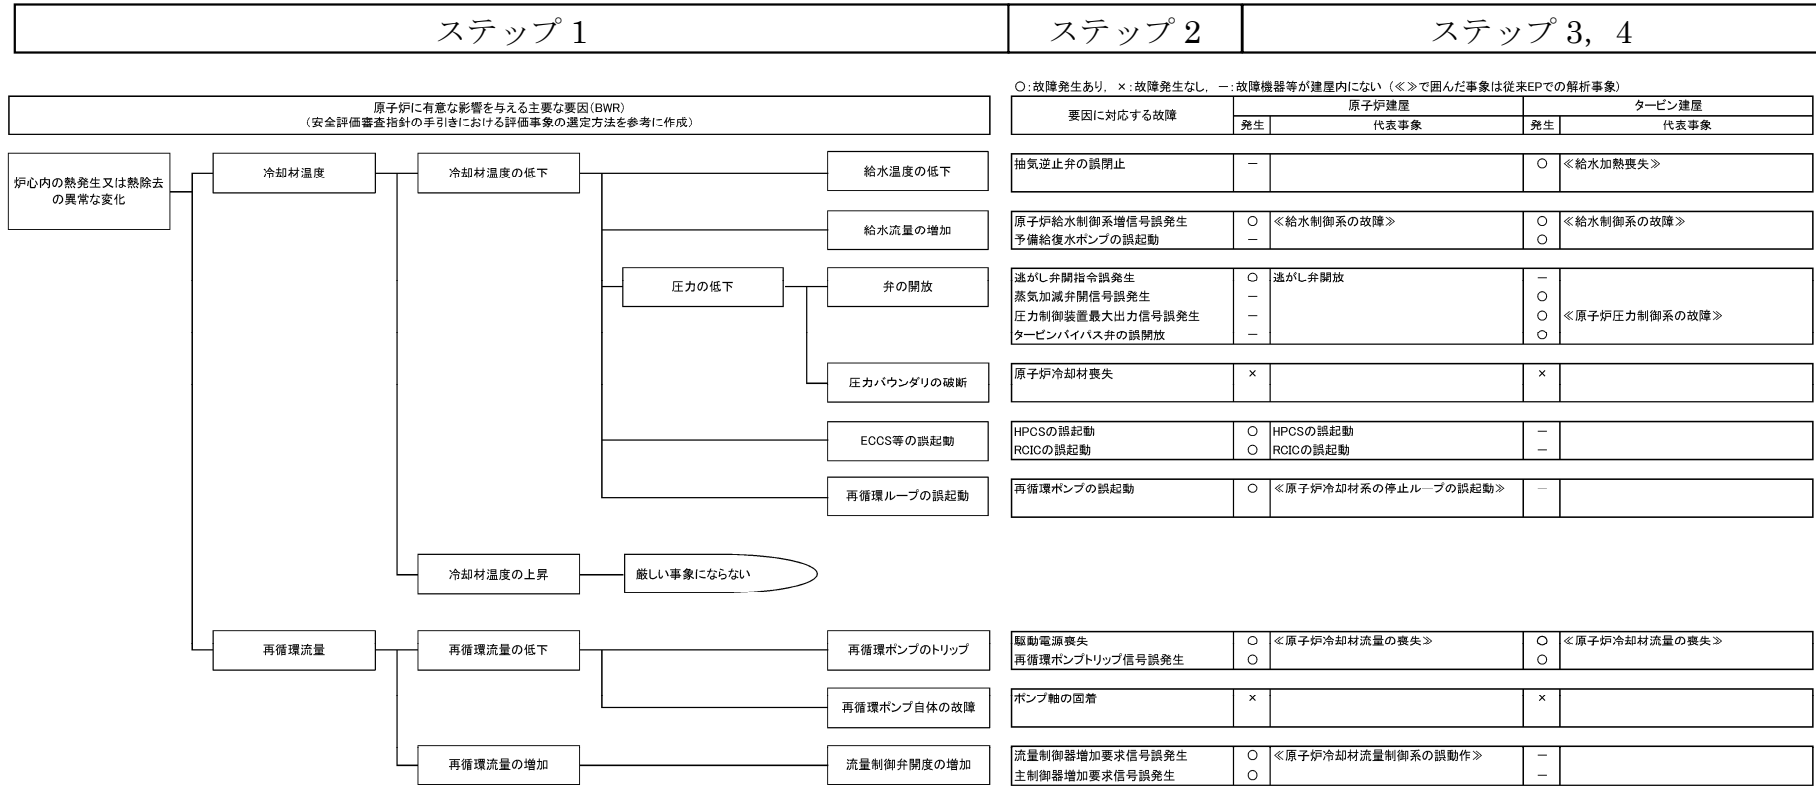 ステップ 1
ステップ 2
ステップ 3, 4
○:故障発生あり, ×:故障発生なし, －:故障機器等が建屋内にない (≪≫で囲んだ事象は従来EPでの解析事象)
原子炉に有意な影響を与える主要な要因(BWR)
(安全評価審査指針の手引きにおける評価事象の選定方法を参考に作成)
要因に対応する故障
原子炉建屋
タービン建屋
発生 代表事象 発生 代表事象
炉心内の熱発生又は熱除去
の異常な変化
冷却材温度
冷却材温度の低下
給水温度の低下
抽気逆止弁の誤閉止 － ○ ≪給水加熱喪失≫
給水流量の増加
原子炉給水制御系増信号誤発生 ○ ≪給水制御系の故障≫ ○ ≪給水制御系の故障≫
予備給復水ポンプの誤起動 － ○
圧力の低下
弁の開放
逃がし弁開指令誤発生 ○ 逃がし弁開放 －
蒸気加減弁開信号誤発生 － ○
圧力制御装置最大出力信号誤発生 － ○ ≪原子炉圧力制御系の故障≫
タービンバイパス弁の誤開放 － ○
圧力バウンダリの破断
原子炉冷却材喪失 × ×
ECCS等の誤起動
HPCSの誤起動 ○ HPCSの誤起動 －
RCICの誤起動 ○ RCICの誤起動 －
再循環ループの誤起動
再循環ポンプの誤起動 ○ ≪原子炉冷却材系の停止ループの誤起動≫ －
冷却材温度の上昇
厳しい事象にならない
再循環流量
再循環流量の低下
再循環ポンプのトリップ
駆動電源喪失 ○ ≪原子炉冷却材流量の喪失≫ ○ ≪原子炉冷却材流量の喪失≫
再循環ポンプトリップ信号誤発生 ○ ○
再循環ポンプ自体の故障
ポンプ軸の固着 × ×
再循環流量の増加
流量制御弁開度の増加
流量制御器増加要求信号誤発生 ○ ≪原子炉冷却材流量制御系の誤動作≫ －
主制御器増加要求信号誤発生 ○ －